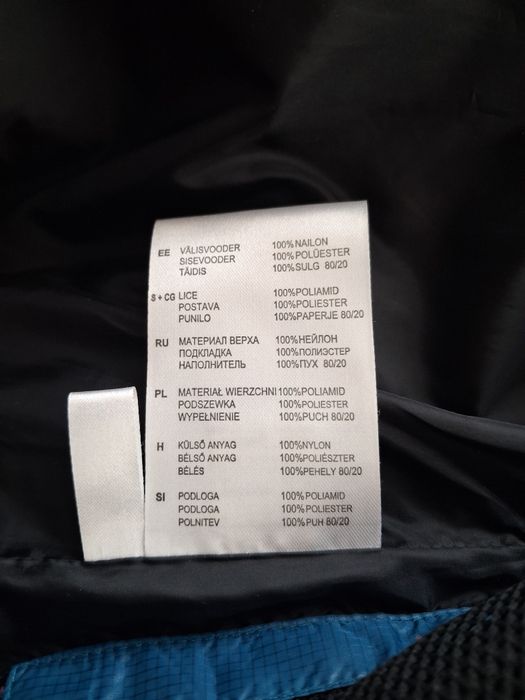 EE VÄLISVOODER 100%NAILON
SISEVOODER 100%POLÜESTER
TÄIDIS 100%SULG 80/20
S + CG LICE 100%POLIAMID
POSTAVA 100%POLIESTER
PUNILO 100%PAPERJE 80/20
RU МАТЕРИАЛ ВЕРХА 100%НЕЙЛОН
ПОДКЛАДКА 100%ПОЛИЭСТЕР
НАПОЛНИТЕЛЬ 100%ПУХ 80/20
PL MATERIAŁ WIERZCHNI 100%POLIAMID
PODSZEWKA 100%POLIESTER
WYPEŁNIENIE 100%PUCH 80/20
H KÜLSŐ ANYAG 100%NYLON
BÉLSŐ ANYAG 100%POLIÉSZTER
BÉLÉS 100%PEHELY 80/20
SI PODLOGA 100%POLIAMID
PODLOGA 100%POLIESTER
POLNITEV 100%PUH 80/20